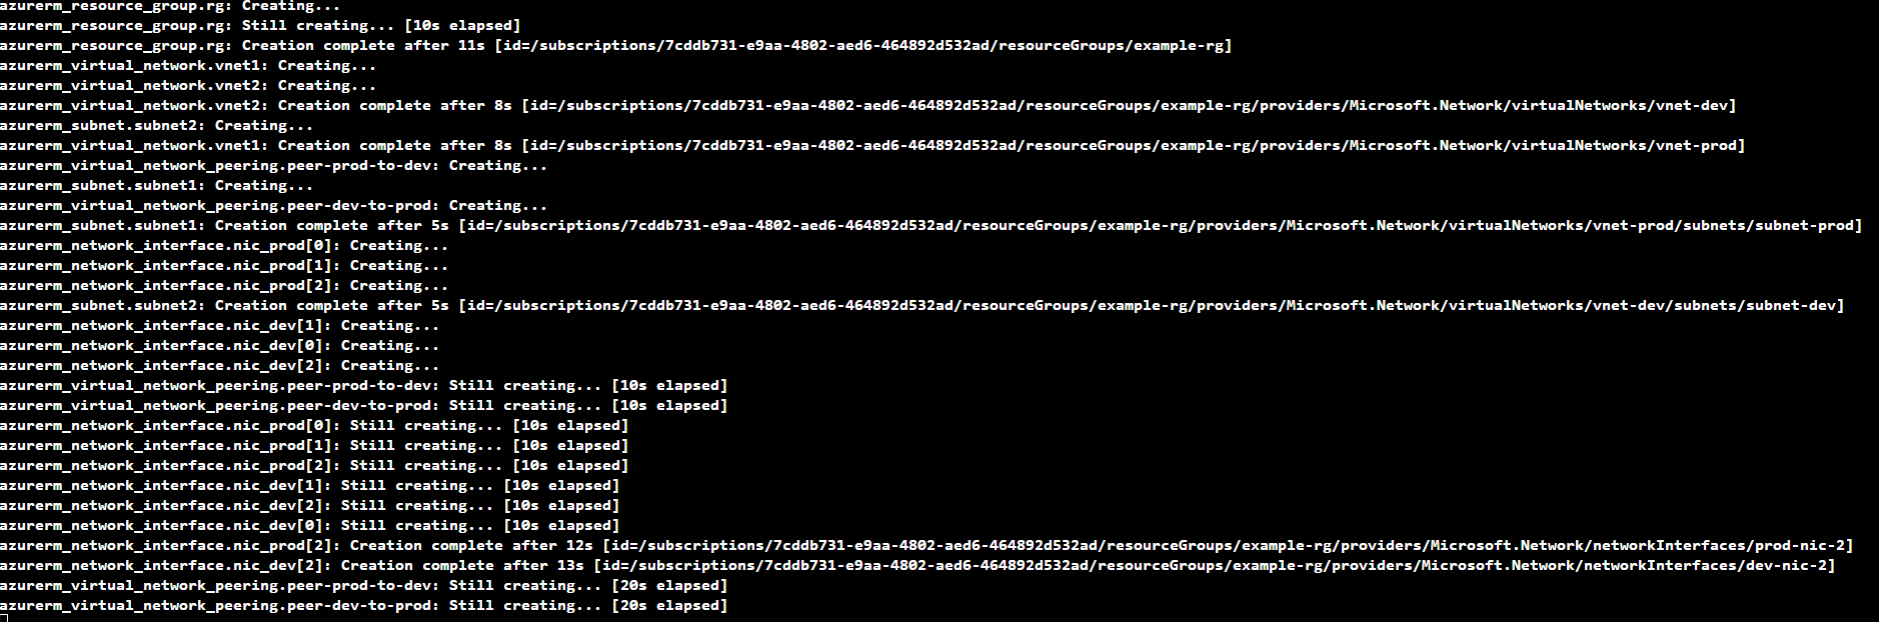 azurerm_resource_group.rg: Creating...
azurerm_resource_group.rg: Still creating... [10s elapsed]
azurerm_resource_group.rg: Creation complete after 11s [id=/subscriptions/7cddb731-e9aa-4802-aed6-464892d532ad/resourceGroups/example-rg]
azurerm_virtual_network.vnet1: Creating...
azurerm_virtual_network.vnet2: Creating...
azurerm_virtual_network.vnet2: Creation complete after 8s [id=/subscriptions/7cddb731-e9aa-4802-aed6-464892d532ad/resourceGroups/example-rg/providers/Microsoft.Network/virtualNetworks/vnet-dev]
azurerm_subnet.subnet2: Creating...
azurerm_virtual_network.vnet1: Creation complete after 8s [id=/subscriptions/7cddb731-e9aa-4802-aed6-464892d532ad/resourceGroups/example-rg/providers/Microsoft.Network/virtualNetworks/vnet-prod]
azurerm_virtual_network_peering.peer-prod-to-dev: Creating...
azurerm_subnet.subnet1: Creating...
azurerm_virtual_network_peering.peer-dev-to-prod: Creating...
azurerm_subnet.subnet1: Creation complete after 5s [id=/subscriptions/7cddb731-e9aa-4802-aed6-464892d532ad/resourceGroups/example-rg/providers/Microsoft.Network/virtualNetworks/vnet-prod/subnets/subnet-prod]
azurerm_network_interface.nic_prod[0]: Creating...
azurerm_network_interface.nic_prod[1]: Creating...
azurerm_network_interface.nic_prod[2]: Creating...
azurerm_subnet.subnet2: Creation complete after 5s [id=/subscriptions/7cddb731-e9aa-4802-aed6-464892d532ad/resourceGroups/example-rg/providers/Microsoft.Network/virtualNetworks/vnet-dev/subnets/subnet-dev]
azurerm_network_interface.nic_dev[1]: Creating...
azurerm_network_interface.nic_dev[0]: Creating...
azurerm_network_interface.nic_dev[2]: Creating...
azurerm_virtual_network_peering.peer-prod-to-dev: Still creating... [10s elapsed]
azurerm_virtual_network_peering.peer-dev-to-prod: Still creating... [10s elapsed]
azurerm_network_interface.nic_prod[0]: Still creating... [10s elapsed]
azurerm_network_interface.nic_prod[1]: Still creating... [10s elapsed]
azurerm_network_interface.nic_prod[2]: Still creating... [10s elapsed]
azurerm_network_interface.nic_dev[1]: Still creating... [10s elapsed]
azurerm_network_interface.nic_dev[2]: Still creating... [10s elapsed]
azurerm_network_interface.nic_dev[0]: Still creating... [10s elapsed]
azurerm_network_interface.nic_prod[2]: Creation complete after 12s [id=/subscriptions/7cddb731-e9aa-4802-aed6-464892d532ad/resourceGroups/example-rg/providers/Microsoft.Network/networkInterfaces/prod-nic-2]
azurerm_network_interface.nic_dev[2]: Creation complete after 13s [id=/subscriptions/7cddb731-e9aa-4802-aed6-464892d532ad/resourceGroups/example-rg/providers/Microsoft.Network/networkInterfaces/dev-nic-2]
azurerm_virtual_network_peering.peer-prod-to-dev: Still creating... [20s elapsed]
azurerm_virtual_network_peering.peer-dev-to-prod: Still creating... [20s elapsed]